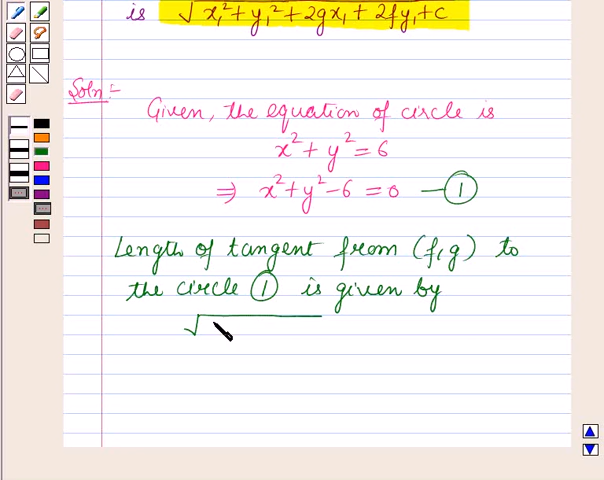 is √x₁²+y₁²+2gx₁+2fy₁+c
Soln:-
Given, the equation of circle is
x²+y²=6
⇒ x²+y²-6=0 —①
Length of tangent from (f,g) to
the circle ① is given by
√